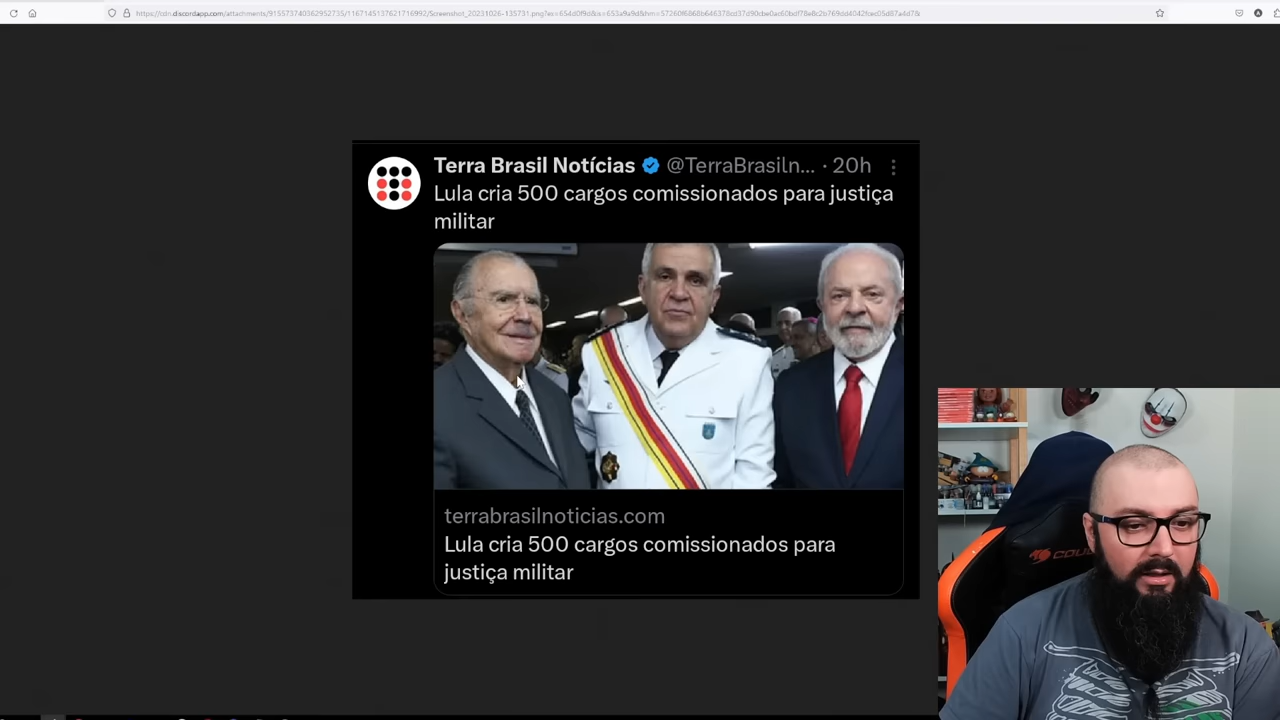 Terra Brasil Notícias @TerraBrasiln... · 20h
Lula cria 500 cargos comissionados para justiça
militar
terrabrasilnoticias.com
Lula cria 500 cargos comissionados para
justiça militar
COUG